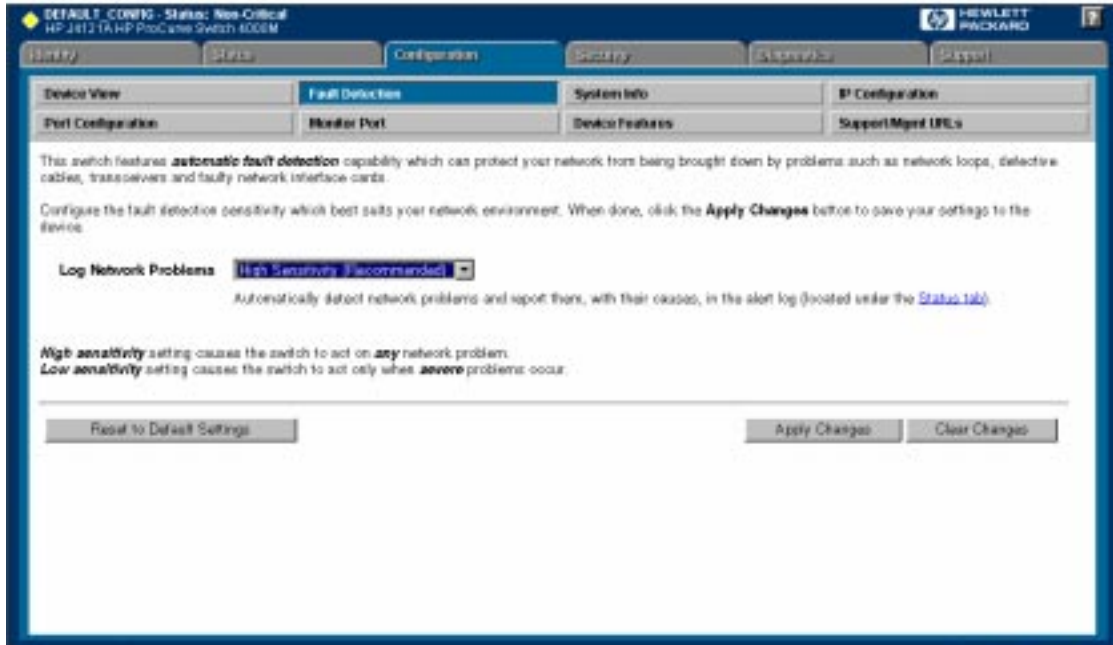 DEFAULT_CONFIG - Status: Non-Critical
HP J4121A HP ProCurve Switch 4000M
HEWLETT
PACKARD
?
Identity
Status
Configuration
Security
Diagnostics
Support
Device View
Fault Detection
System Info
IP Configuration
Port Configuration
Monitor Port
Device Features
Support/Mgmt URLs
This switch features automatic fault detection capability which can protect your network from being brought down by problems such as network loops, defective
cables, transceivers and faulty network interface cards.
Configure the fault detection sensitivity which best suits your network environment. When done, click the Apply Changes button to save your settings to the
device.
Log Network Problems
High Sensitivity (Recommended)
Automatically detect network problems and report them, with their causes, in the alert log (located under the Status tab).
High sensitivity setting causes the switch to act on any network problem.
Low sensitivity setting causes the switch to act only when severe problems occur.
Reset to Default Settings
Apply Changes
Clear Changes